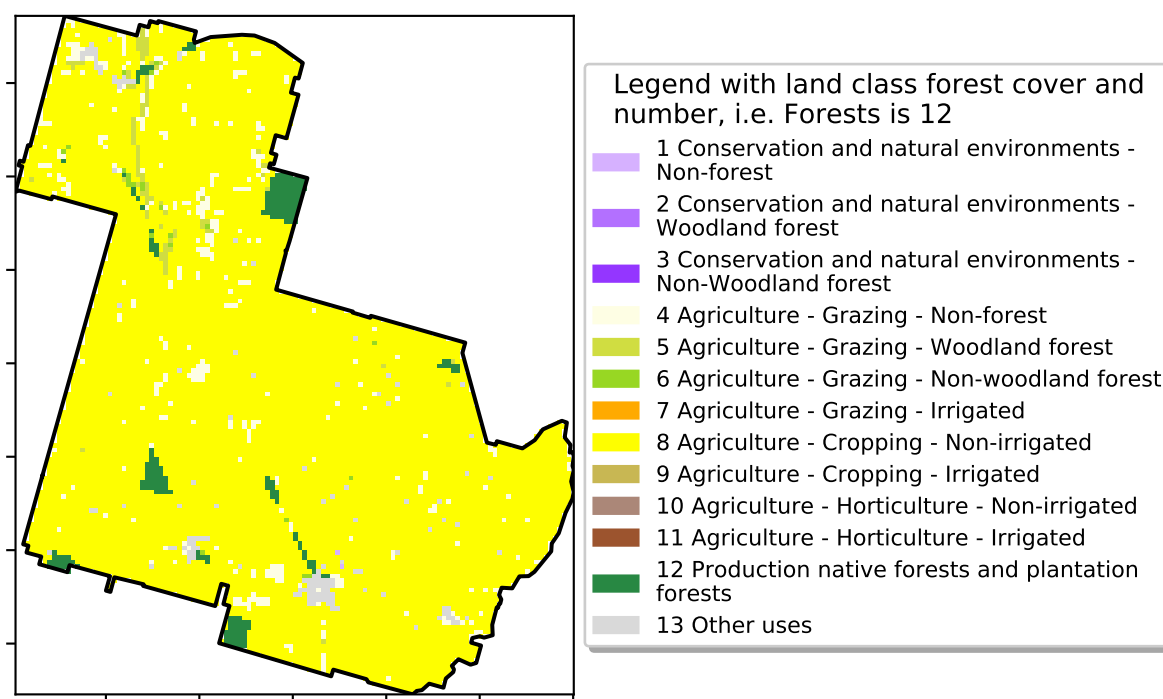 Legend with land class forest cover and
number, i.e. Forests is 12
1 Conservation and natural environments -
Non-forest
2 Conservation and natural environments -
Woodland forest
3 Conservation and natural environments -
Non-Woodland forest
4 Agriculture - Grazing - Non-forest
5 Agriculture - Grazing - Woodland forest
6 Agriculture - Grazing - Non-woodland forest
7 Agriculture - Grazing - Irrigated
8 Agriculture - Cropping - Non-irrigated
9 Agriculture - Cropping - Irrigated
10 Agriculture - Horticulture - Non-irrigated
11 Agriculture - Horticulture - Irrigated
12 Production native forests and plantation
forests
13 Other uses